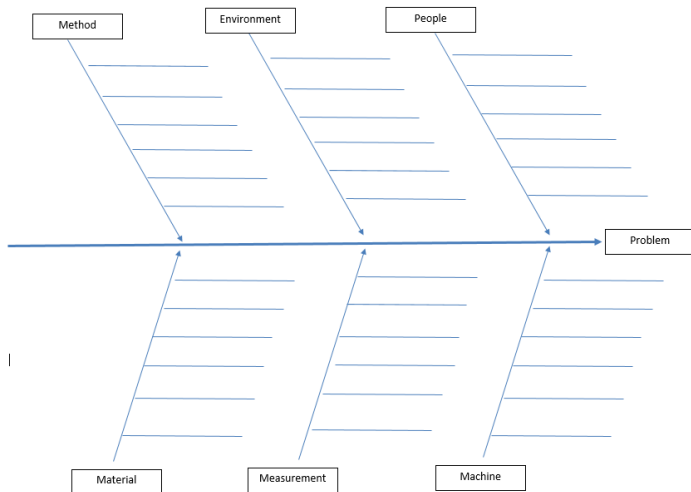 Method
Environment
People
Problem
Material
Measurement
Machine